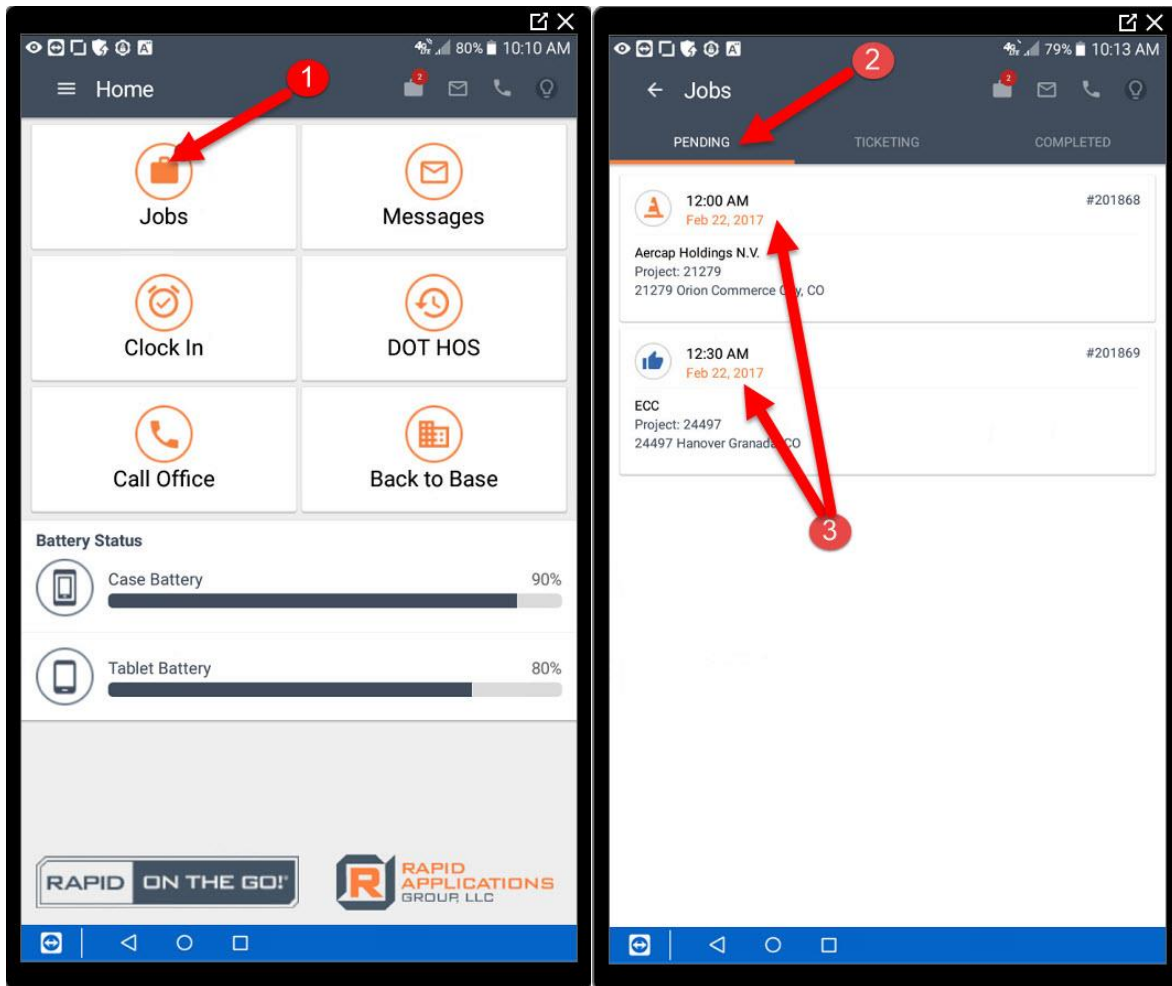 80% 10:10 AM
Home
2
1
Jobs
Messages
Clock In
DOT HOS
Call Office
Back to Base
Battery Status
Case Battery
90%
Tablet Battery
80%
RAPID ON THE GO!
RAPID
APPLICATIONS
GROUP, LLC
79% 10:13 AM
Jobs
2
2
PENDING
TICKETING
COMPLETED
12:00 AM
#201868
Feb 22, 2017
Aercap Holdings N.V.
Project: 21279
21279 Orion Commerce City, CO
12:30 AM
#201869
Feb 22, 2017
ECC
Project: 24497
24497 Hanover Granada, CO
3